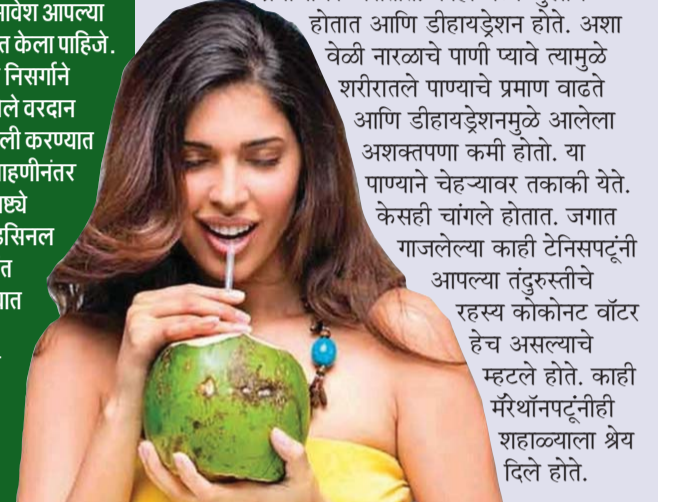 आपल्या
त केला पाहिजे.
निसर्गाने
ले वरदान
ली करण्यात
ाहणीनंतर
ष्ट्ये
डसिनल
त
होतात आणि डीहायड्रेशन होते. अशा
वेळी नारळाचे पाणी प्यावे त्यामुळे
शरीरातले पाण्याचे प्रमाण वाढते
आणि डीहायड्रेशनमुळे आलेला
अशक्तपणा कमी होतो. या
पाण्याने चेहऱ्यावर तकाकी येते.
केसही चांगले होतात. जगात
गाजलेल्या काही टेनिसपटूंनी
आपल्या तंदुरुस्तीचे
रहस्य कोकोनट वॉटर
हेच असल्याचे
म्हटले होते. काही
मॅरेथॉनपटूंनीही
शहाळ्याला श्रेय
दिले होते.